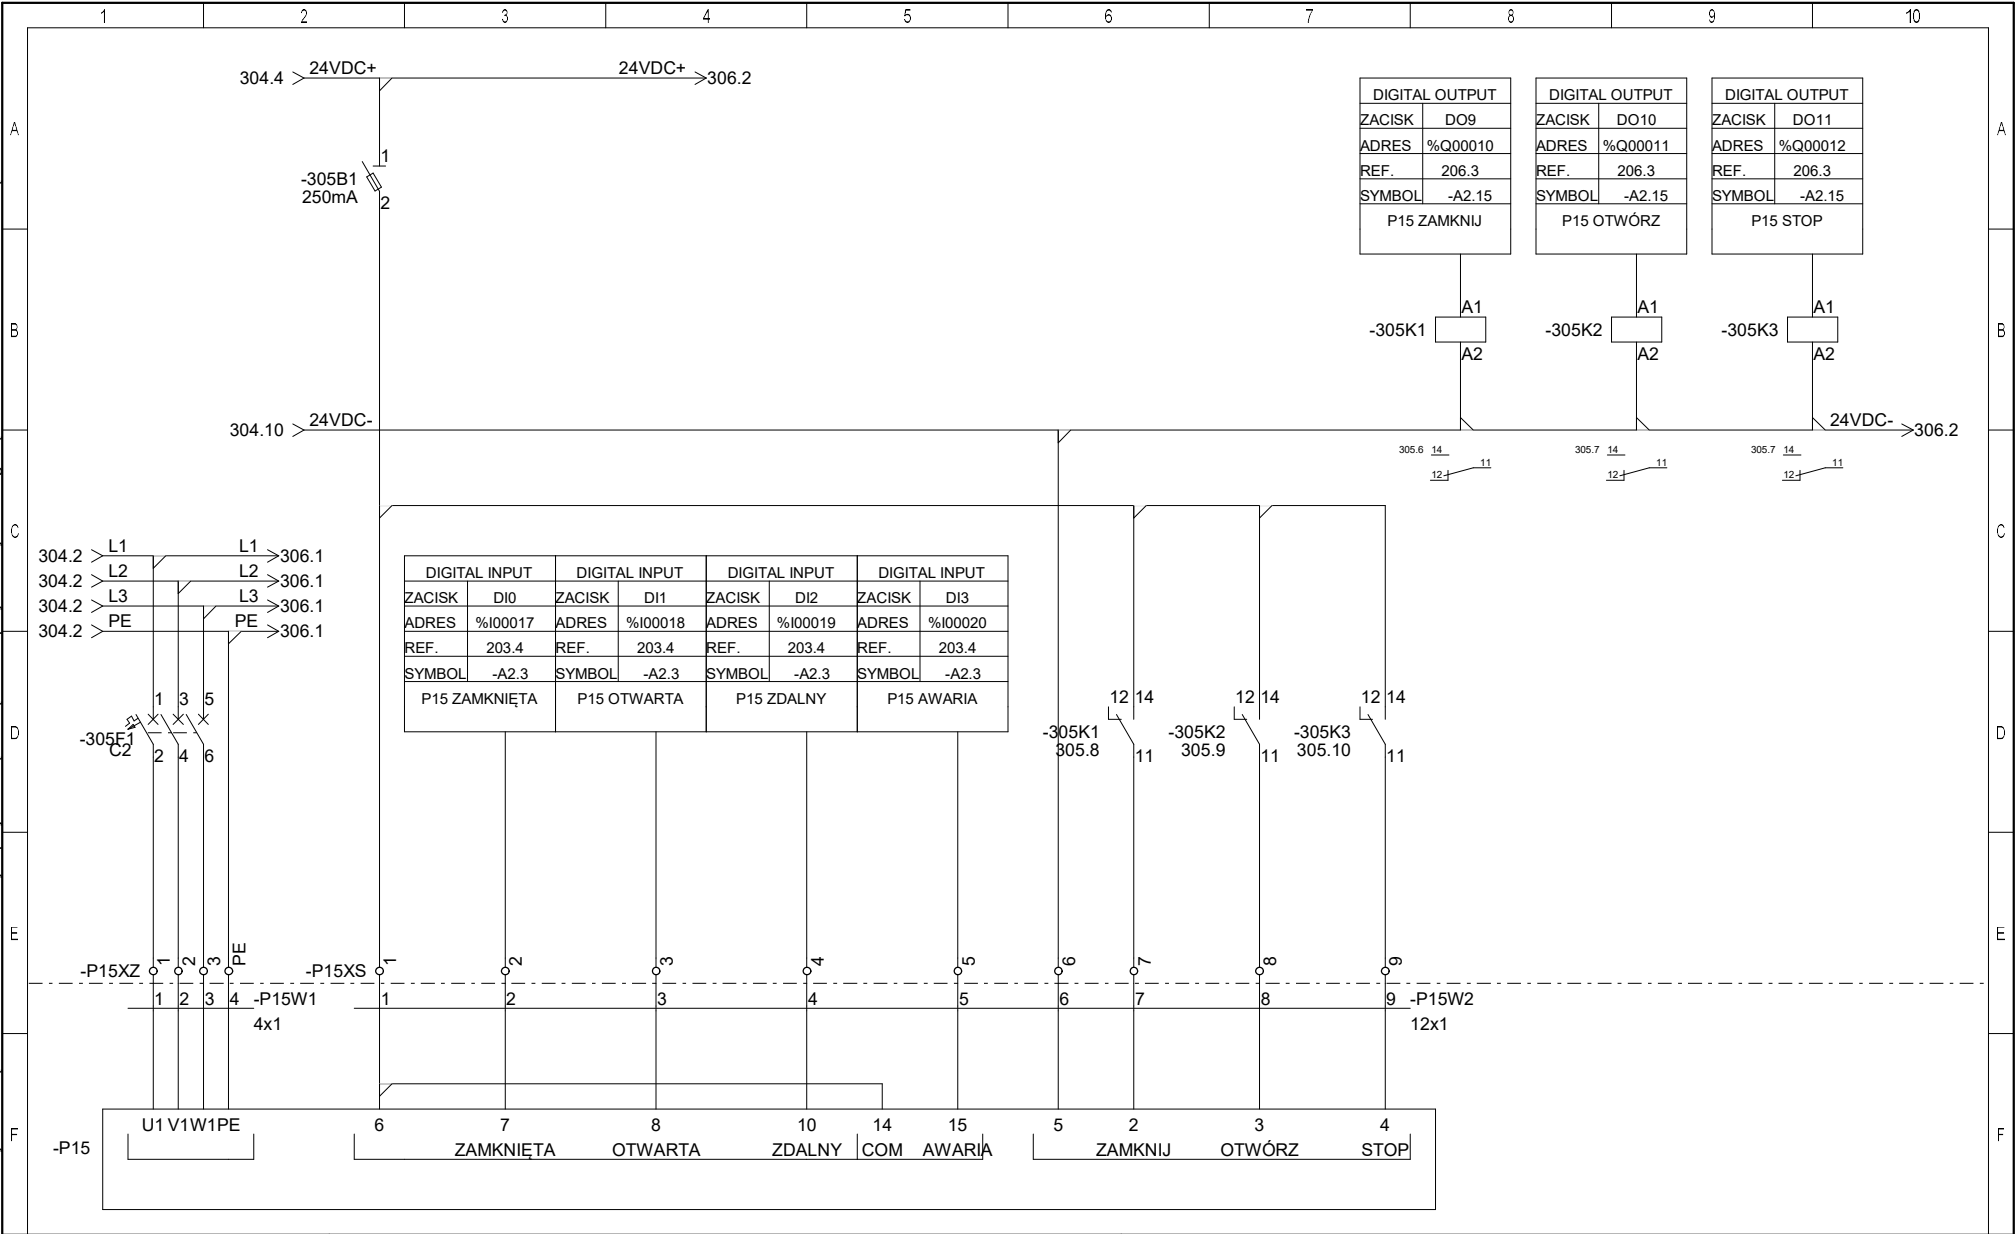 1 2 3 4 5 6 7 8 9 10
304.4 24VDC+ 24VDC+ 306.2
A A
-305B1 1
250mA 2
DIGITAL OUTPUT DIGITAL OUTPUT DIGITAL OUTPUT
ZACISK DO9 ZACISK DO10 ZACISK DO11
ADRES %Q00010 ADRES %Q00011 ADRES %Q00012
REF. 206.3 REF. 206.3 REF. 206.3
SYMBOL -A2.15 SYMBOL -A2.15 SYMBOL -A2.15
P15 ZAMKNIJ P15 OTWÓRZ P15 STOP
A1 A1 A1
B -305K1 -305K2 -305K3 B
A2 A2 A2
304.10 24VDC- 24VDC- 306.2
305.6 14 305.7 14 305.7 14
12 11 12 11 12 11
C C
304.2 L1 L1 306.1
304.2 L2 L2 306.1
304.2 L3 L3 306.1
304.2 PE PE 306.1
DIGITAL INPUT DIGITAL INPUT DIGITAL INPUT DIGITAL INPUT
ZACISK DI0 ZACISK DI1 ZACISK DI2 ZACISK DI3
ADRES %I00017 ADRES %I00018 ADRES %I00019 ADRES %I00020
REF. 203.4 REF. 203.4 REF. 203.4 REF. 203.4
SYMBOL -A2.3 SYMBOL -A2.3 SYMBOL -A2.3 SYMBOL -A2.3
P15 ZAMKNIĘTA P15 OTWARTA P15 ZDALNY P15 AWARIA
1 3 5 12 14 12 14 12 14
D -305F1 -305K1 -305K2 -305K3 D
C2 2 4 6 305.8 11 305.9 11 305.10 11
E E
-P15XZ 1 2 3 PE -P15XS 1 2 3 4 5 6 7 8 9
1 2 3 4 -P15W1 1 2 3 4 5 6 7 8 9 -P15W2
4x1 12x1
F U1 V1 W1 PE 6 7 8 10 14 15 5 2 3 4 F
-P15 ZAMKNIĘTA OTWARTA ZDALNY COM AWARIA ZAMKNIJ OTWÓRZ STOP